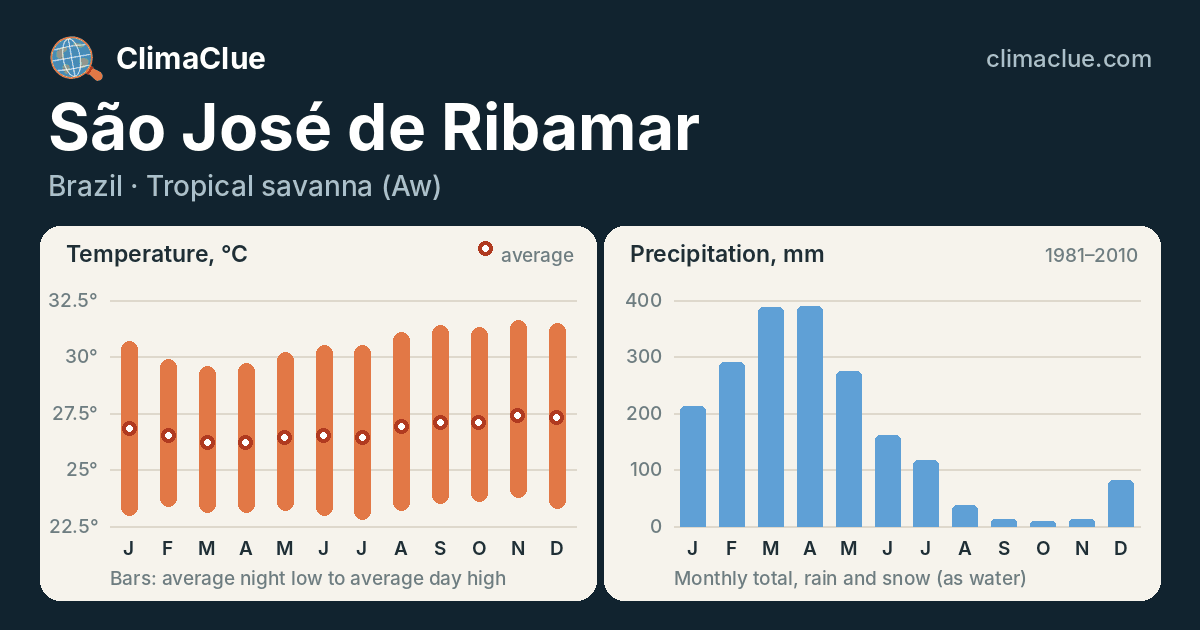 ClimaClue
climaclue.com
São José de Ribamar
Brazil · Tropical savanna (Aw)
Temperature, °C
average
32.5°
30°
27.5°
25°
22.5°
J F M A M J J A S O N D
Bars: average night low to average day high
Precipitation, mm
1981–2010
400
300
200
100
0
J F M A M J J A S O N D
Monthly total, rain and snow (as water)